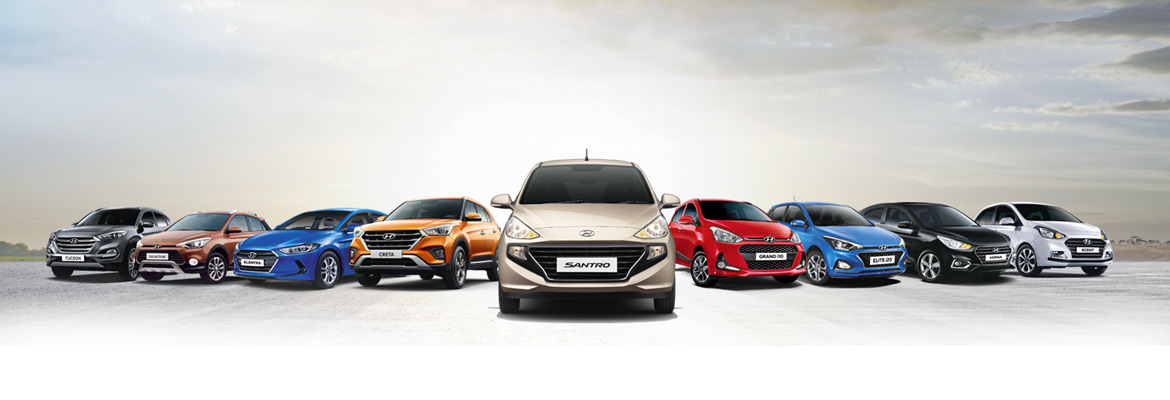 TUCSON
i20 ACTIVE
ELANTRA
CRETA
SANTRO
GRAND i10
ELITE i20
VERNA
XCENT